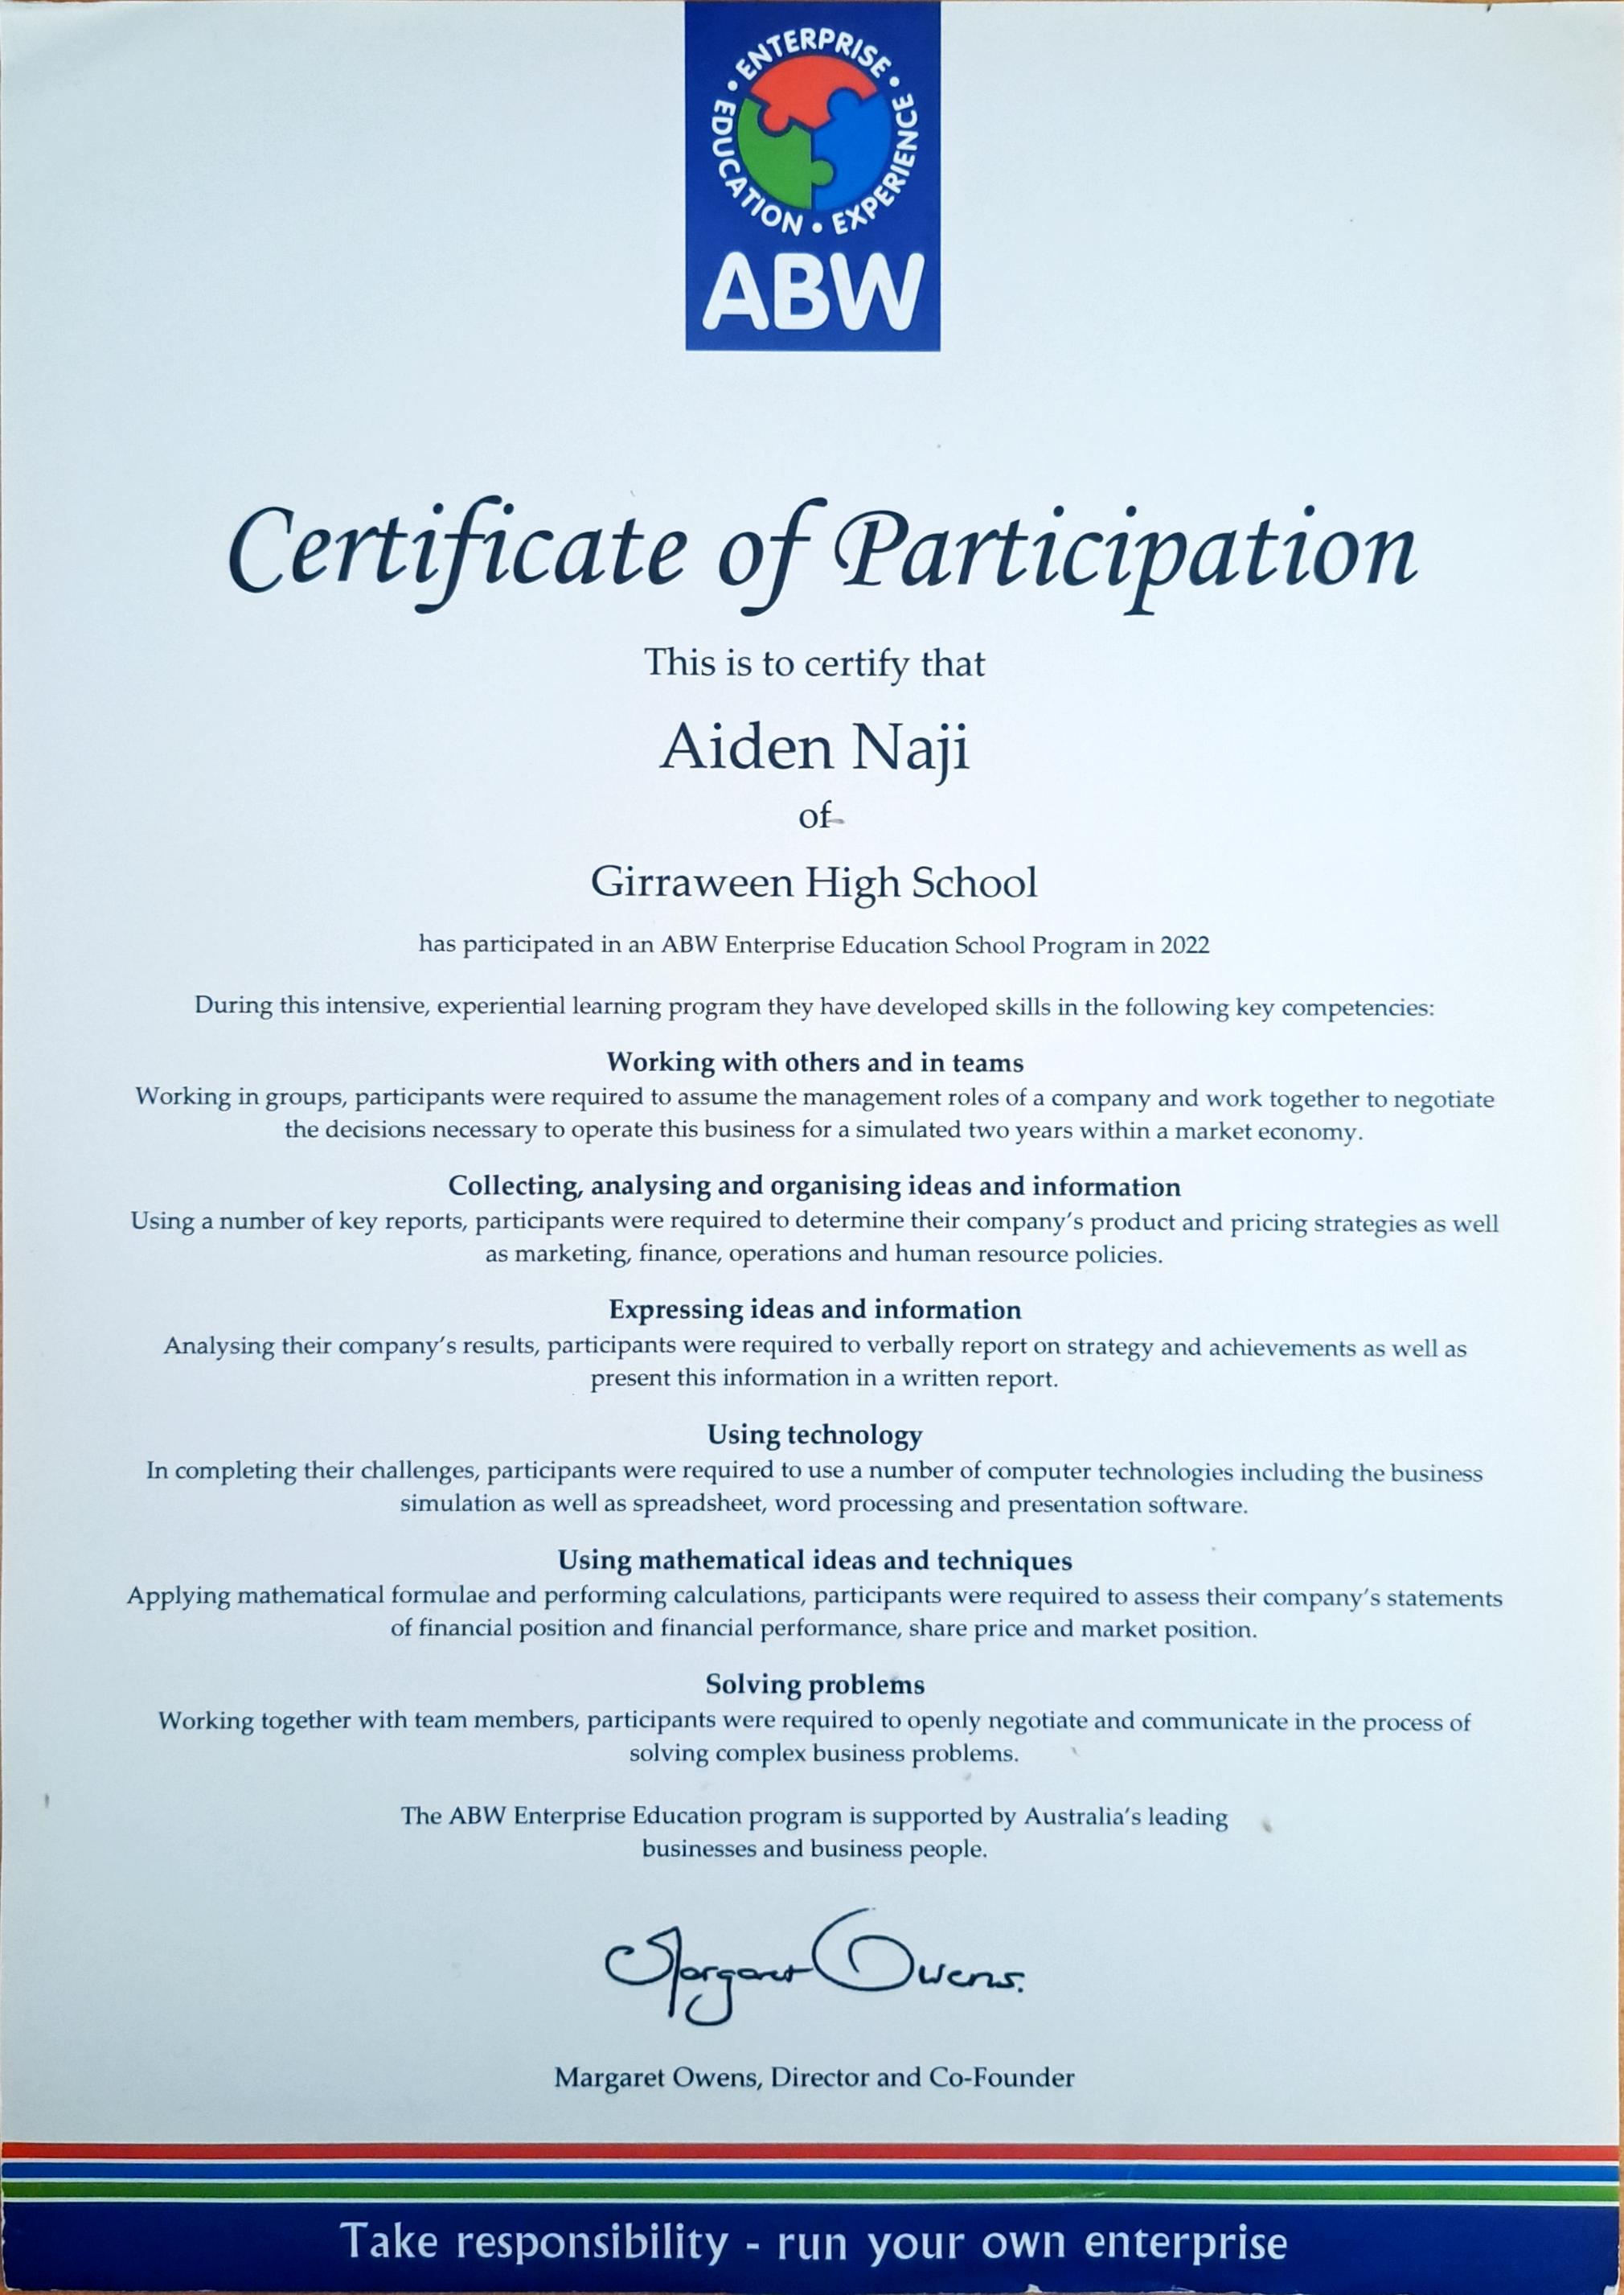 ENTERPRISE • EXPERIENCE • EDUCATION •
ABW
Certificate of Participation
This is to certify that
Aiden Naji
of
Girraween High School
has participated in an ABW Enterprise Education School Program in 2022
During this intensive, experiential learning program they have developed skills in the following key competencies:
Working with others and in teams
Working in groups, participants were required to assume the management roles of a company and work together to negotiate
the decisions necessary to operate this business for a simulated two years within a market economy.
Collecting, analysing and organising ideas and information
Using a number of key reports, participants were required to determine their company's product and pricing strategies as well
as marketing, finance, operations and human resource policies.
Expressing ideas and information
Analysing their company's results, participants were required to verbally report on strategy and achievements as well as
present this information in a written report.
Using technology
In completing their challenges, participants were required to use a number of computer technologies including the business
simulation as well as spreadsheet, word processing and presentation software.
Using mathematical ideas and techniques
Applying mathematical formulae and performing calculations, participants were required to assess their company's statements
of financial position and financial performance, share price and market position.
Solving problems
Working together with team members, participants were required to openly negotiate and communicate in the process of
solving complex business problems.
The ABW Enterprise Education program is supported by Australia's leading
businesses and business people.
Margaret Owens.
Margaret Owens, Director and Co-Founder
Take responsibility - run your own enterprise